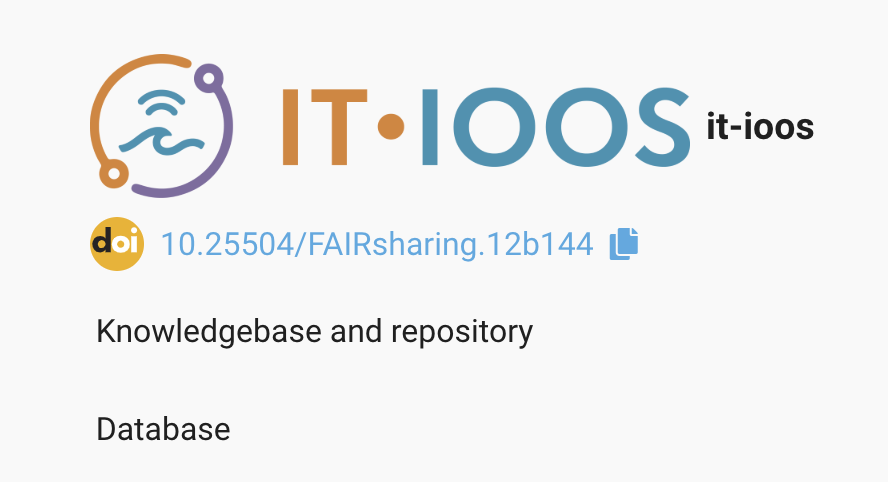 IT•IOOS it-ioos
doi 10.25504/FAIRsharing.12b144
Knowledgebase and repository
Database